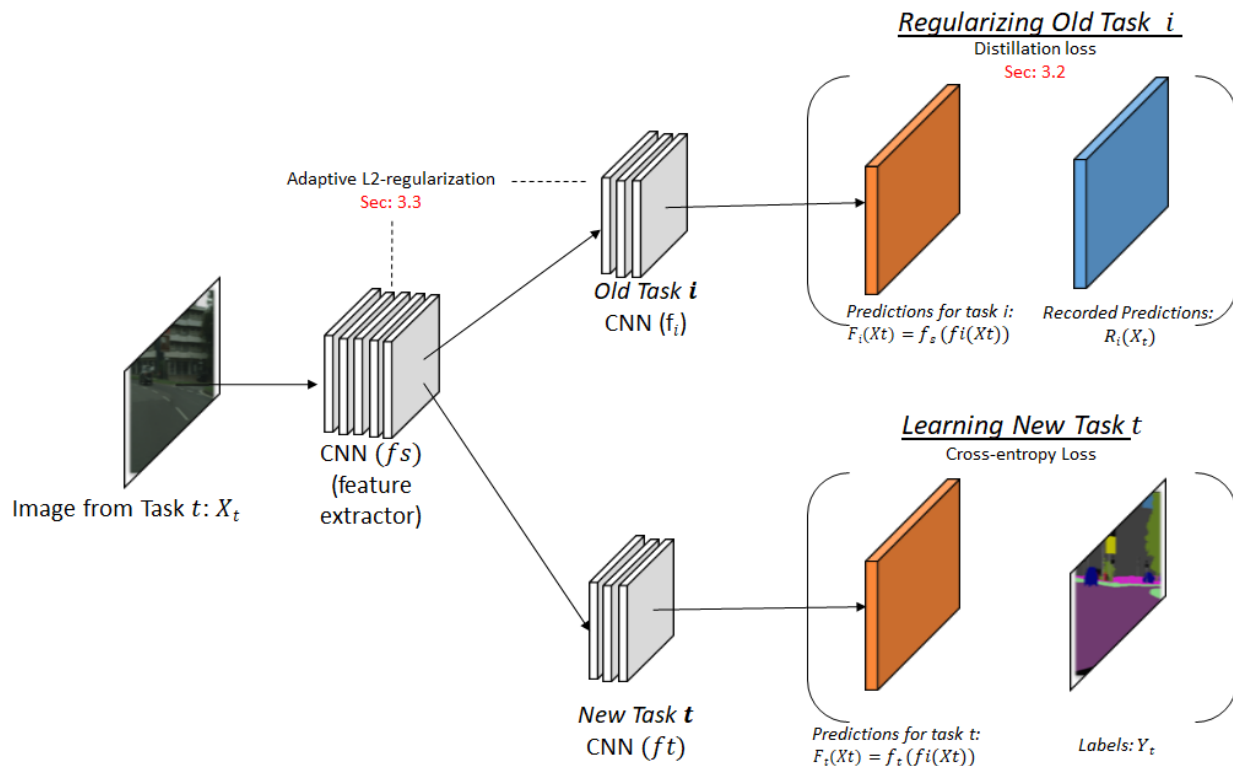 Regularizing Old Task i
Distillation loss
Sec: 3.2
Adaptive L2-regularization
Sec: 3.3
Old Task i
CNN (fᵢ)
Predictions for task i:
Fᵢ(Xt) = fₛ(fi(Xt))
Recorded Predictions:
Rᵢ(Xₜ)
Image from Task t: Xₜ
CNN (fs)
(feature
extractor)
Learning New Task t
Cross-entropy Loss
New Task t
CNN (ft)
Predictions for task t:
Fₜ(Xt) = fₜ(fi(Xt))
Labels: Yₜ